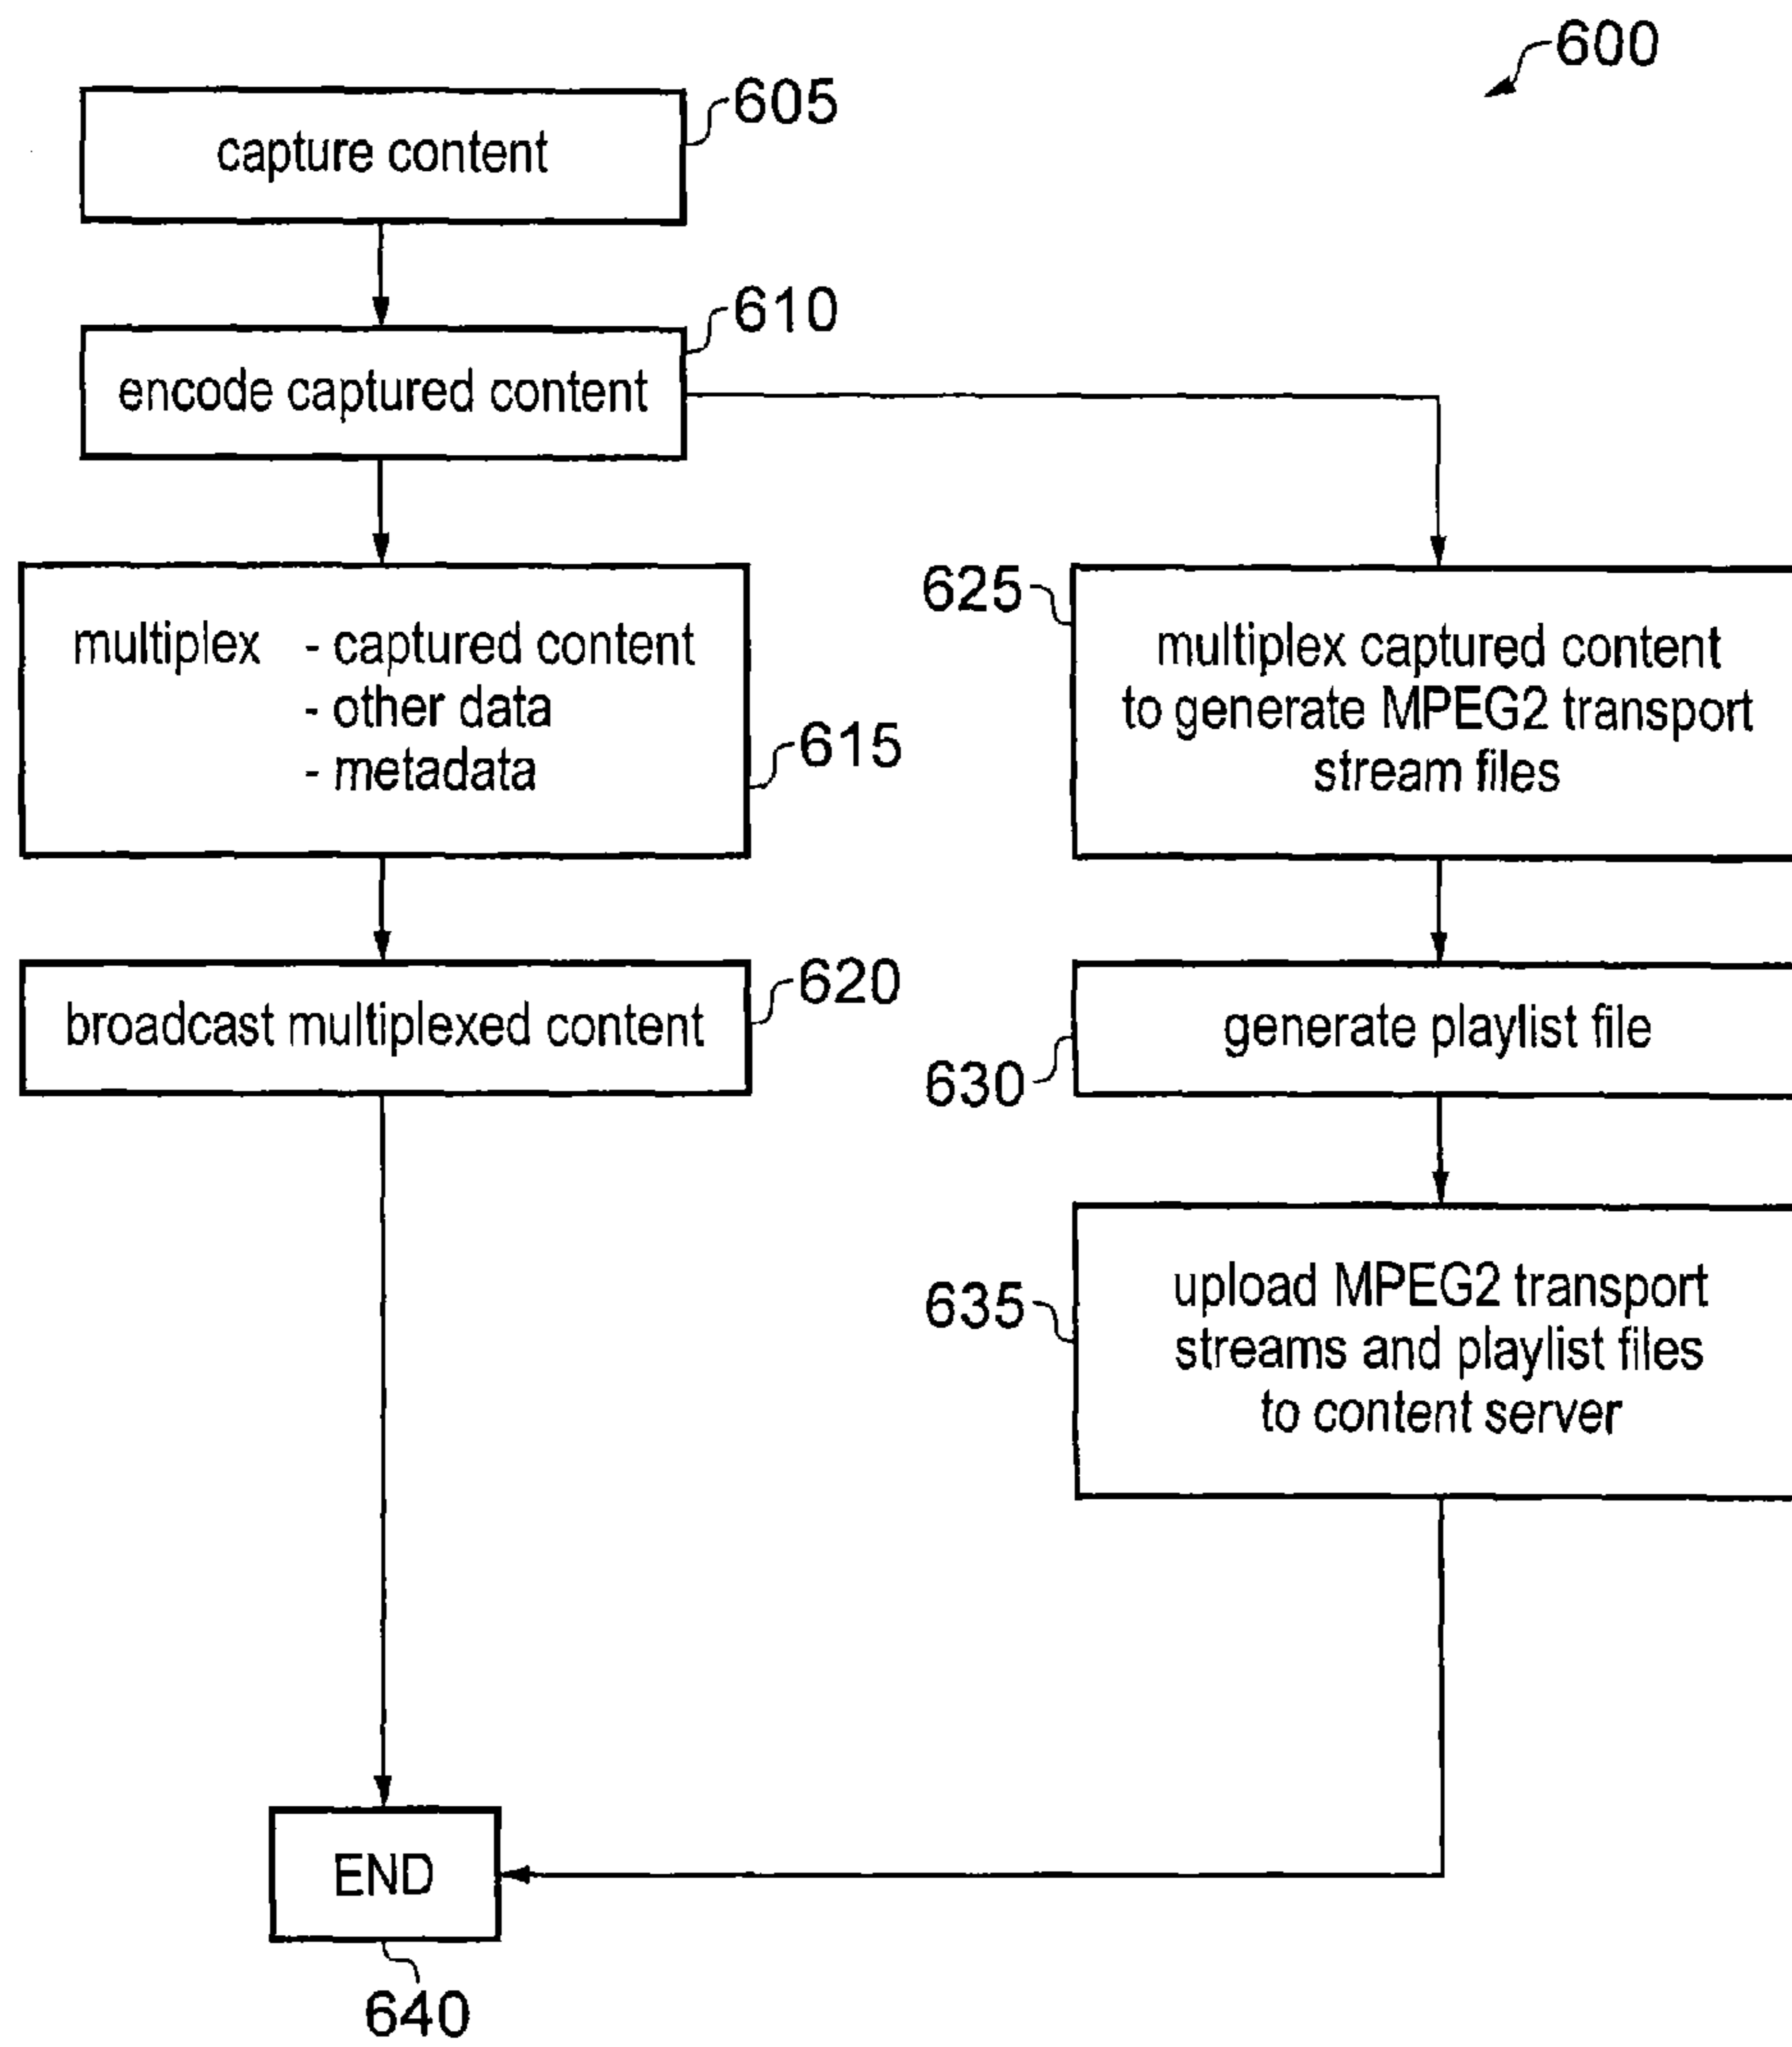 600
605
capture content
610
encode captured content
multiplex - captured content
- other data
- metadata
615
625
multiplex captured content
to generate MPEG2 transport
stream files
broadcast multiplexed content
620
generate playlist file
630
635
upload MPEG2 transport
streams and playlist files
to content server
END
640